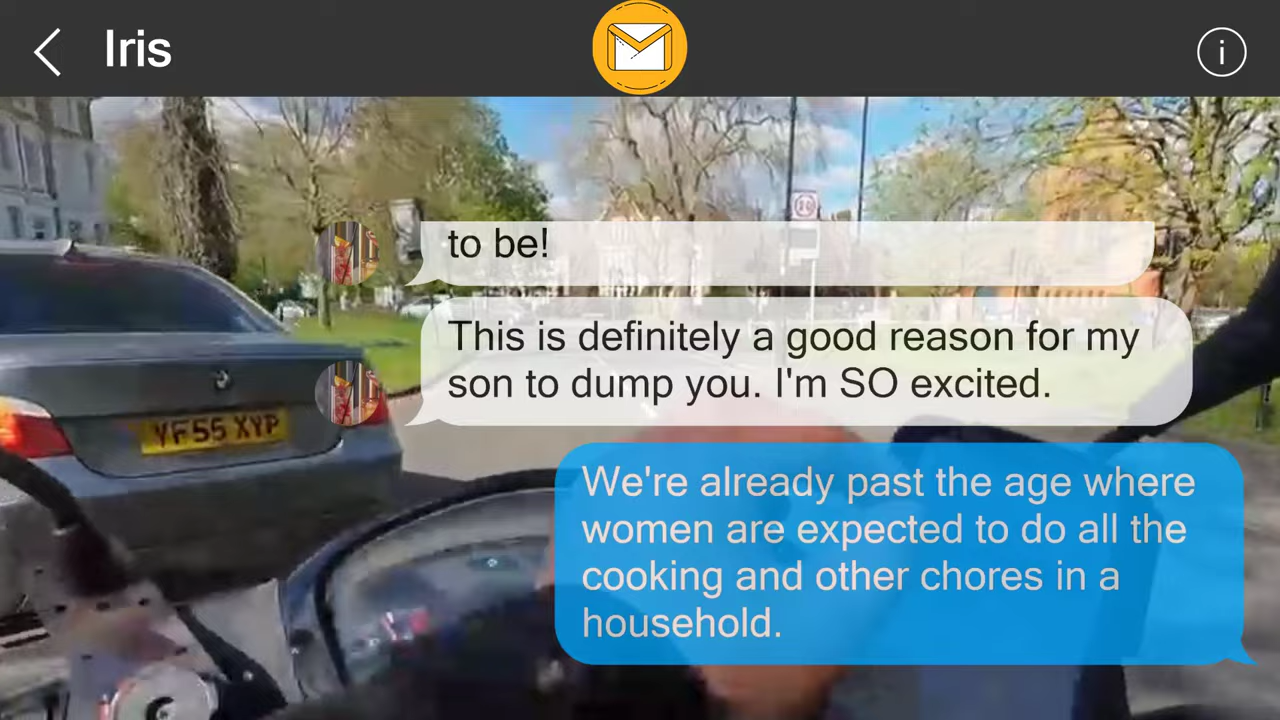 Iris
i
to be!
This is definitely a good reason for my
son to dump you. I'm SO excited.
We're already past the age where
women are expected to do all the
cooking and other chores in a
household.
20
YF55 XYP